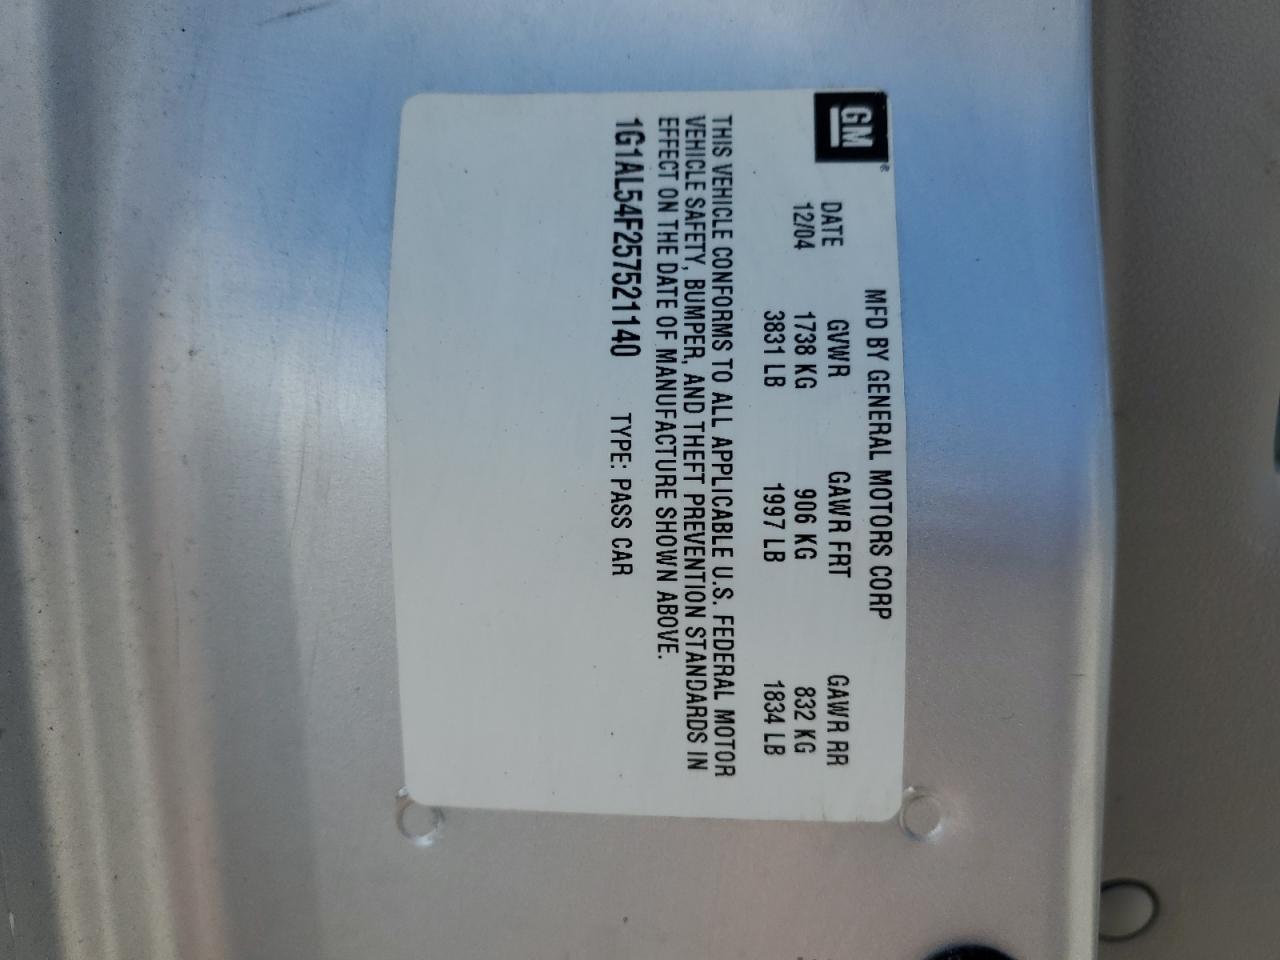 GM®
MFD BY GENERAL MOTORS CORP
DATE GVWR GAWR FRT GAWR RR
12/04 1738 KG 906 KG 832 KG
3831 LB 1997 LB 1834 LB
THIS VEHICLE CONFORMS TO ALL APPLICABLE U.S. FEDERAL MOTOR
VEHICLE SAFETY, BUMPER, AND THEFT PREVENTION STANDARDS IN
EFFECT ON THE DATE OF MANUFACTURE SHOWN ABOVE.
1G1AL54F257521140 TYPE: PASS CAR